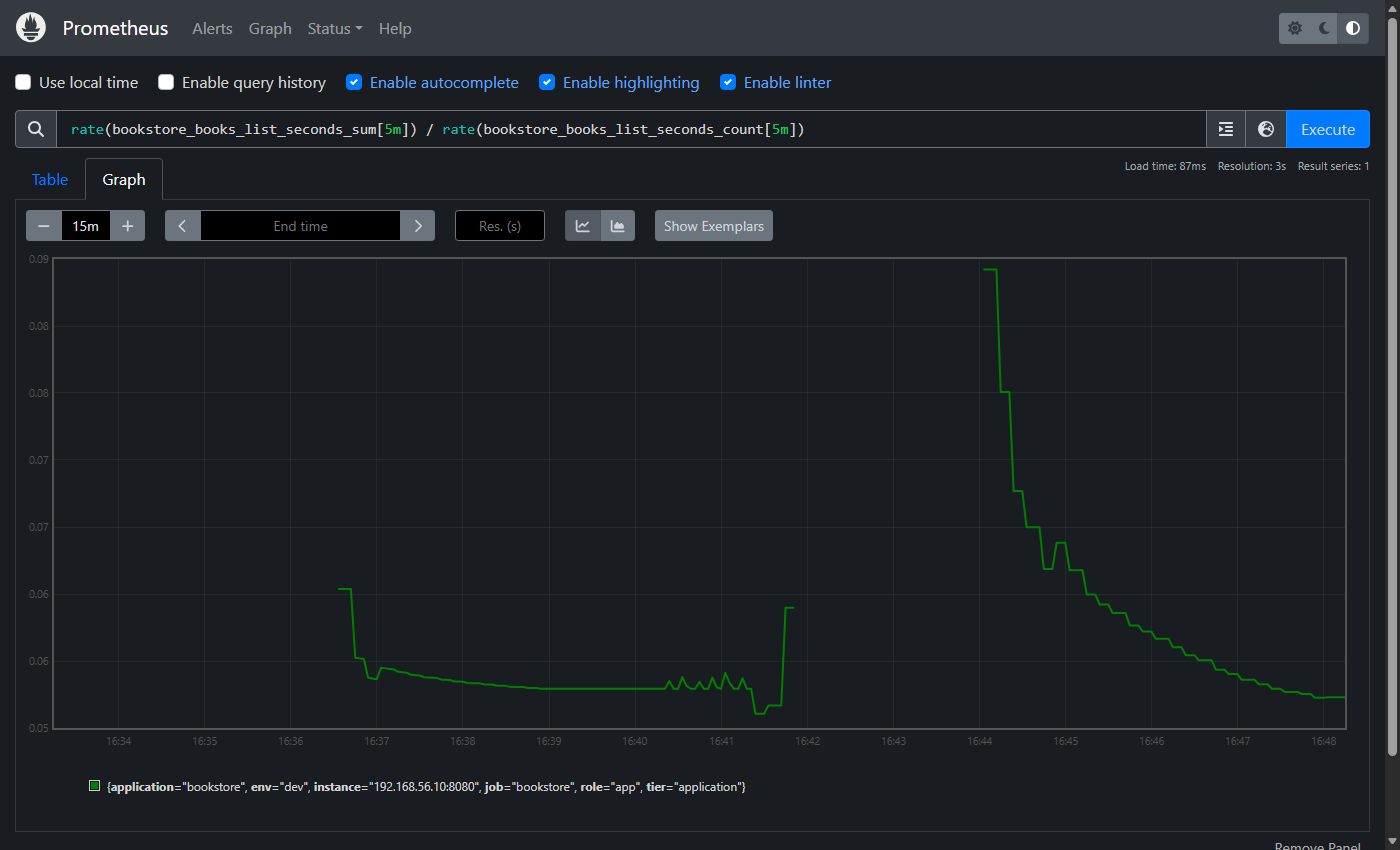 Prometheus Alerts Graph Status Help
Use local time Enable query history Enable autocomplete Enable highlighting Enable linter
rate(bookstore_books_list_seconds_sum[5m]) / rate(bookstore_books_list_seconds_count[5m]) Execute
Load time: 87ms Resolution: 3s Result series: 1
Table Graph
− 15m + End time Res. (s) Show Exemplars
0.09
0.08
0.08
0.07
0.07
0.06
0.06
0.05
16:34 16:35 16:36 16:37 16:38 16:39 16:40 16:41 16:42 16:43 16:44 16:45 16:46 16:47 16:48
{application="bookstore", env="dev", instance="192.168.56.10:8080", job="bookstore", role="app", tier="application"}
Remove Panel